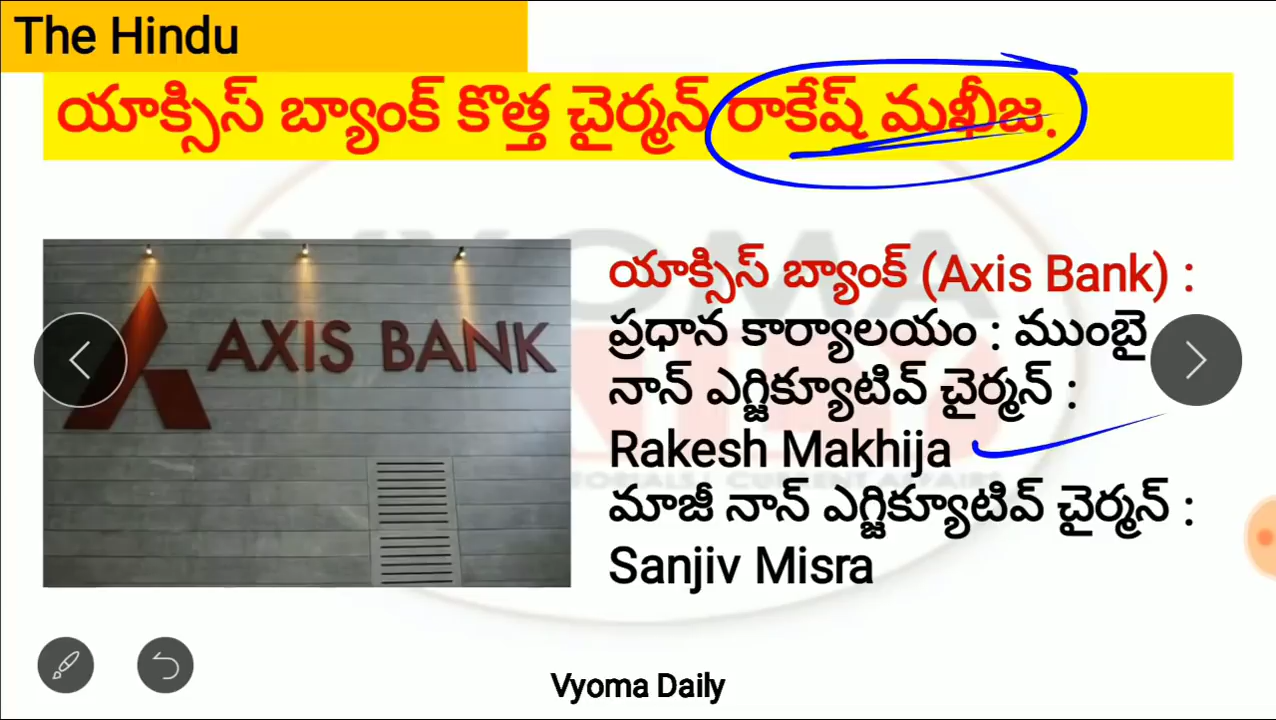 The Hindu
యాక్సిస్ బ్యాంక్ కొత్త చైర్మన్ రాకేష్ మఖీజ.
AXIS BANK
యాక్సిస్ బ్యాంక్ (Axis Bank) :
ప్రధాన కార్యాలయం : ముంబై
నాన్ ఎగ్జిక్యూటివ్ చైర్మన్ :
Rakesh Makhija
మాజీ నాన్ ఎగ్జిక్యూటివ్ చైర్మన్ :
Sanjiv Misra
Vyoma Daily